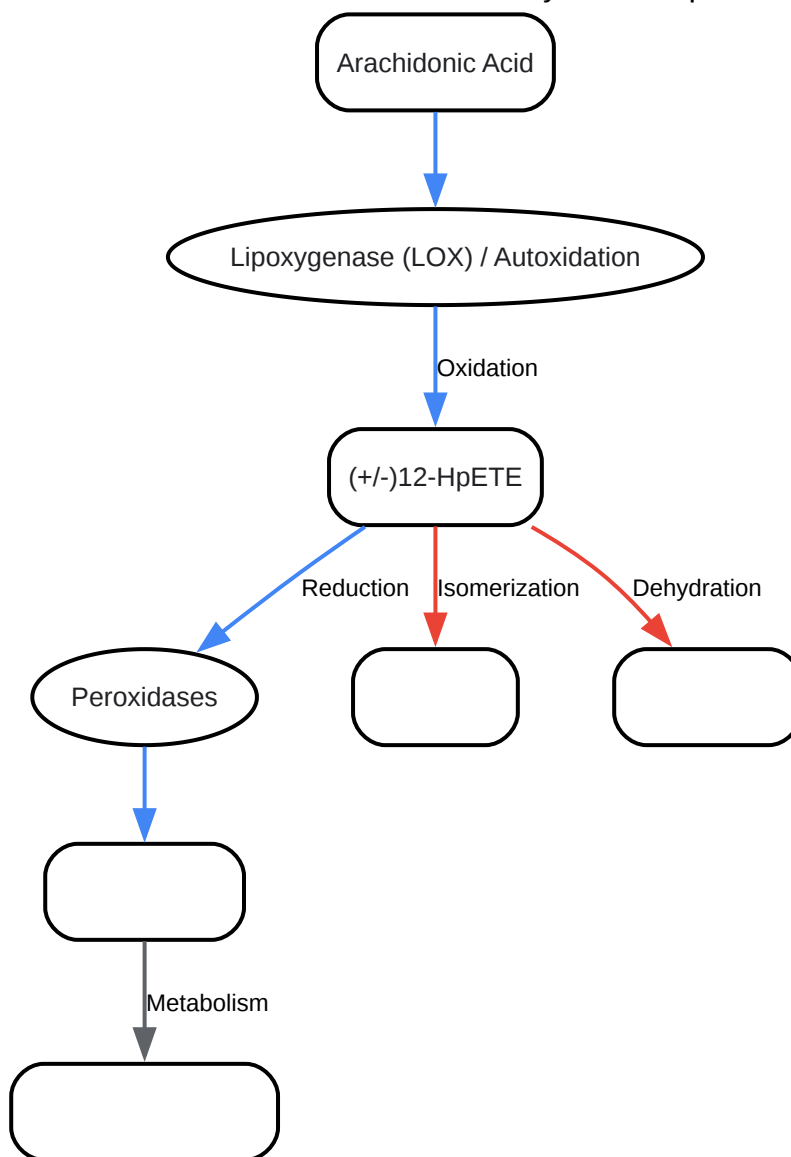 Arachidonic Acid
Lipoxygenase (LOX) / Autoxidation
Oxidation
(+/-)12-HpETE
Reduction
Isomerization
Dehydration
Peroxidases
Metabolism